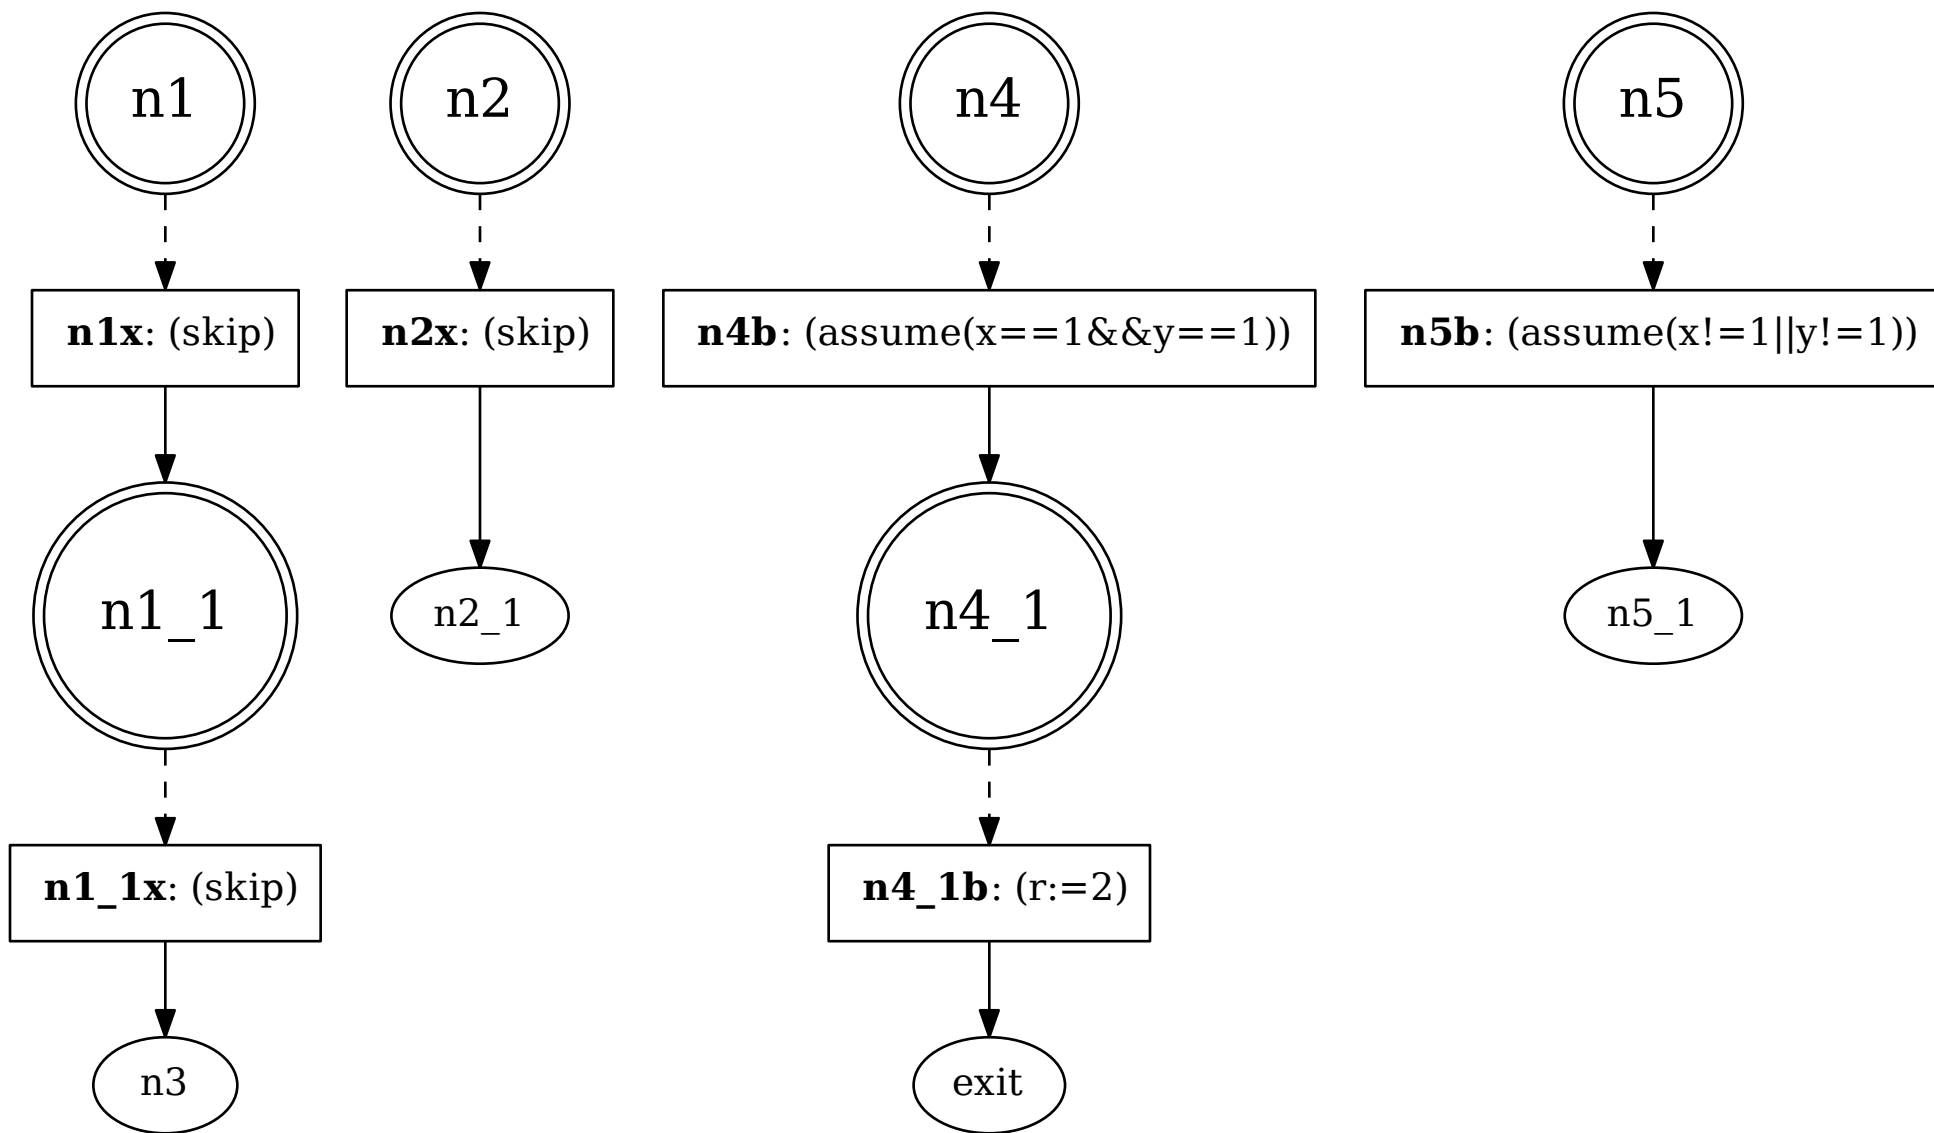 n1
n2
n4
n5
n1x: (skip)
n2x: (skip)
n4b: (assume(x==1&&y==1))
n5b: (assume(x!=1||y!=1))
n1_1
n2_1
n4_1
n5_1
n1_1x: (skip)
n4_1b: (r:=2)
n3
exit